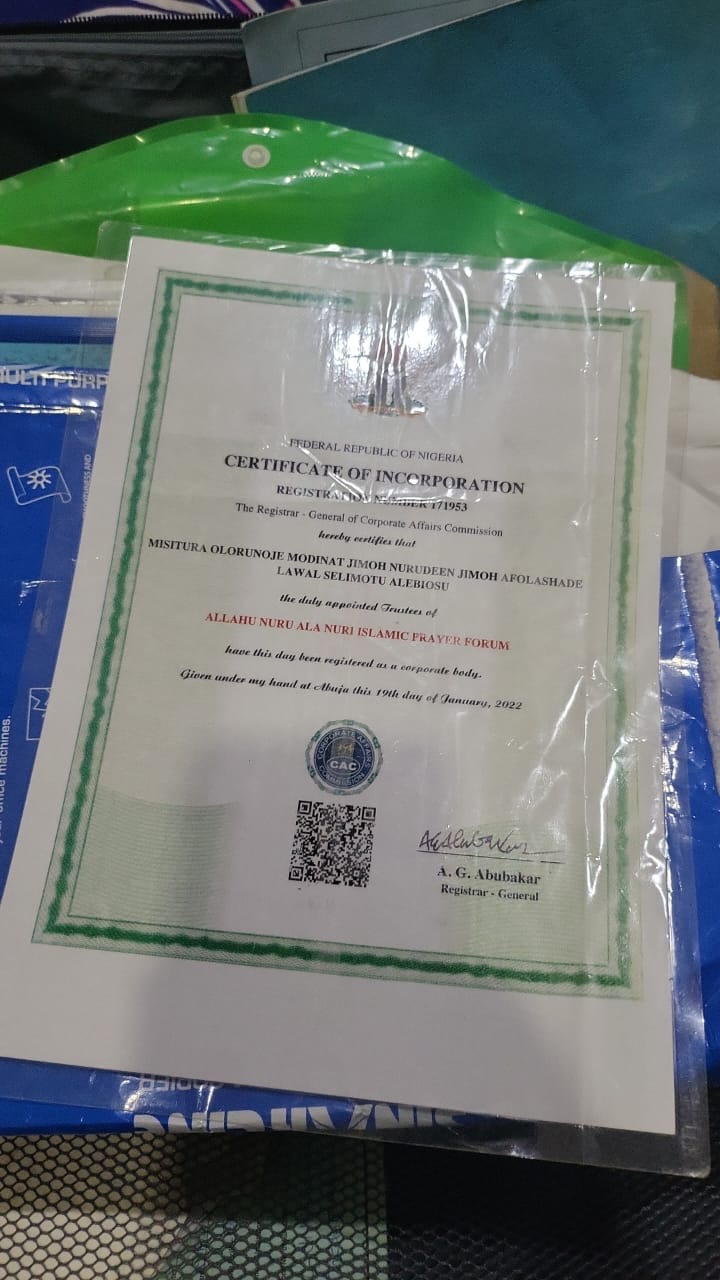 FEDERAL REPUBLIC OF NIGERIA
CERTIFICATE OF INCORPORATION
REGISTRATION NUMBER 171953
The Registrar - General of Corporate Affairs Commission
hereby certifies that
MISITURA OLORUNOJE MODINAT JIMOH NURUDEEN JIMOH AFOLASHADE
LAWAL SELIMOTU ALEBIOSU
the duly appointed Trustees of
ALLAHU NURU ALA NURI ISLAMIC PRAYER FORUM
have this day been registered as a corporate body.
Given under my hand at Abuja this 19th day of January, 2022
CORPORATE AFFAIRS
CAC
COMMISSION
A. G. Abubakar
Registrar - General
your office machines.